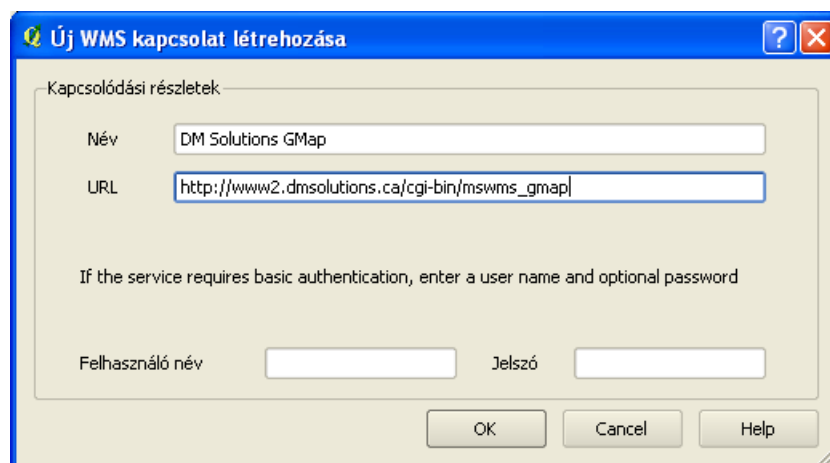 Új WMS kapcsolat létrehozása
Kapcsolódási részletek
Név DM Solutions GMap
URL http://www2.dmsolutions.ca/cgi-bin/mswms_gmap
If the service requires basic authentication, enter a user name and optional password
Felhasználó név Jelszó
OK Cancel Help